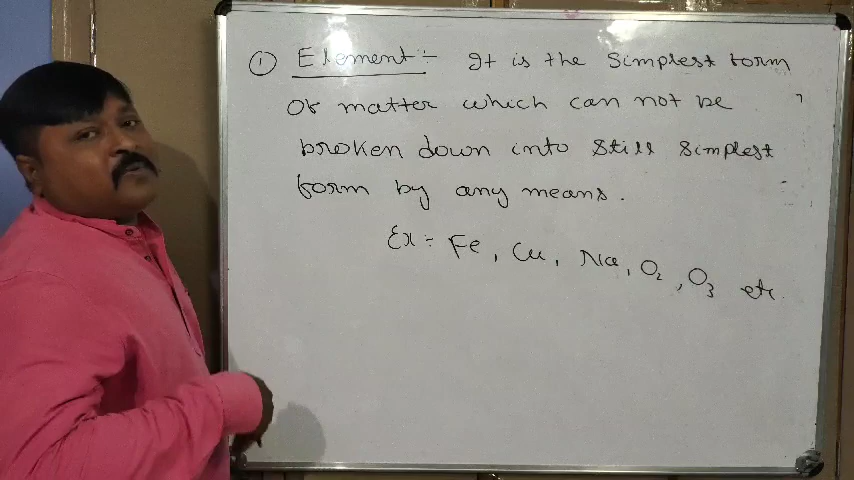 ① Element:- It is the simplest form
of matter which can not be
broken down into still simplest
form by any means.
Ex:- Fe, Cu, Na, O₂, O₃ etc.